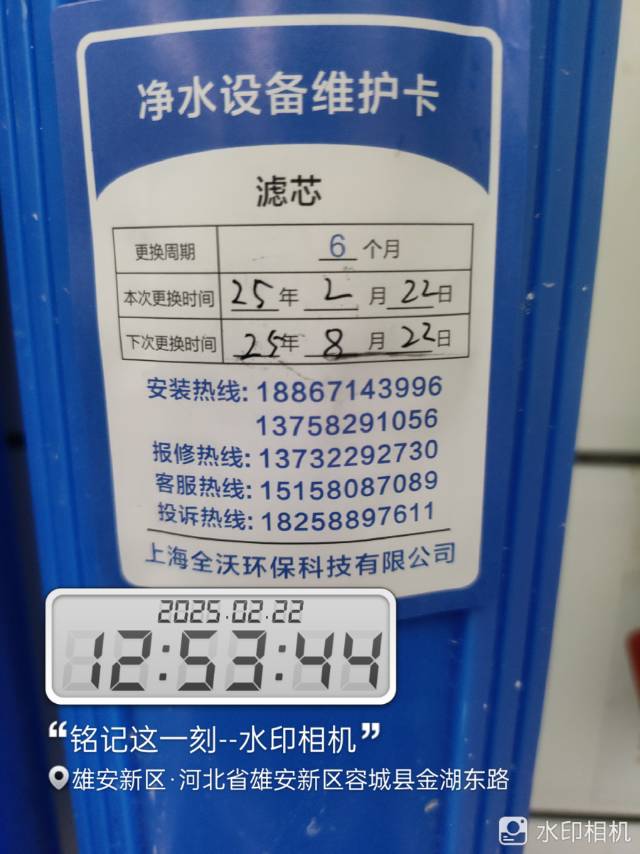 净水设备维护卡
滤芯
更换周期 6 个月
本次更换时间 25 年 2 月 22 日
下次更换时间 25 年 8 月 22 日
安装热线: 18867143996
13758291056
报修热线: 13732292730
客服热线: 15158087089
投诉热线: 18258897611
上海全沃环保科技有限公司
2025.02.22
12:53:44
“铭记这一刻--水印相机”
雄安新区·河北省雄安新区容城县金湖东路
水印相机